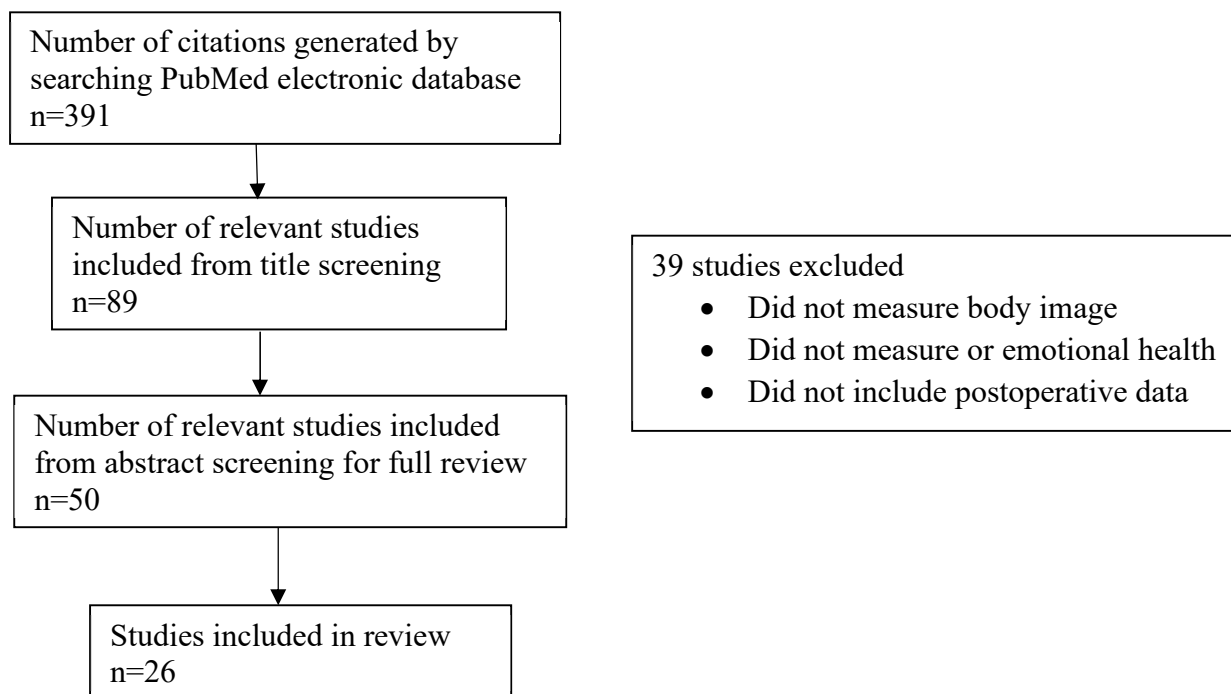 Number of citations generated by
searching PubMed electronic database
n=391
Number of relevant studies
included from title screening
n=89
39 studies excluded
• Did not measure body image
• Did not measure or emotional health
• Did not include postoperative data
Number of relevant studies included
from abstract screening for full review
n=50
Studies included in review
n=26